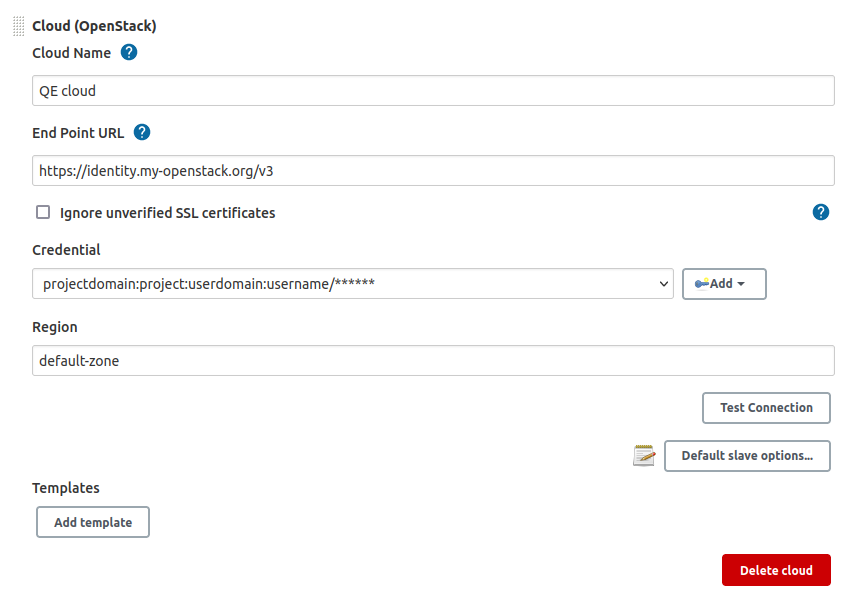 Cloud (OpenStack)
Cloud Name ?
QE cloud
End Point URL ?
https://identity.my-openstack.org/v3
Ignore unverified SSL certificates ?
Credential
projectdomain:project:userdomain:username/****** Add
Region
default-zone
Test Connection
Default slave options...
Templates
Add template
Delete cloud